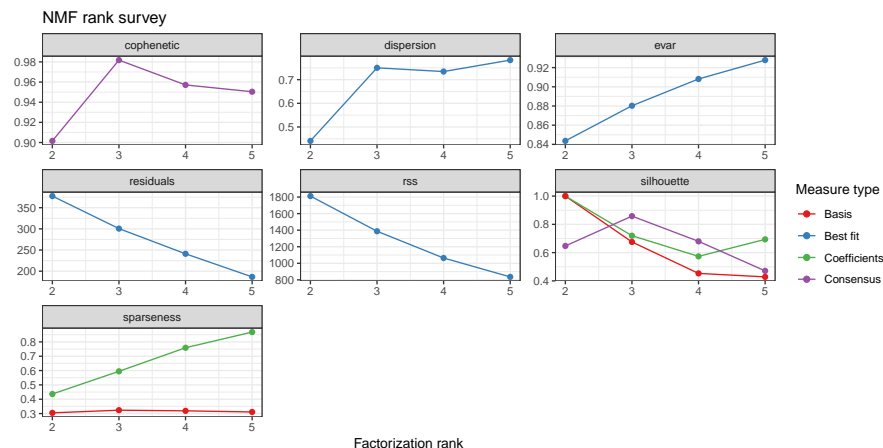 NMF rank survey
cophenetic
dispersion
evar
0.98
0.96
0.94
0.92
0.90
2 3 4 5
0.7
0.6
0.5
2 3 4 5
0.92
0.90
0.88
0.86
0.84
2 3 4 5
residuals
rss
silhouette
350
300
250
200
2 3 4 5
1800
1600
1400
1200
1000
800
2 3 4 5
1.0
0.8
0.6
0.4
2 3 4 5
Measure type
Basis
Best fit
Coefficients
Consensus
sparseness
0.8
0.7
0.6
0.5
0.4
0.3
2 3 4 5
Factorization rank